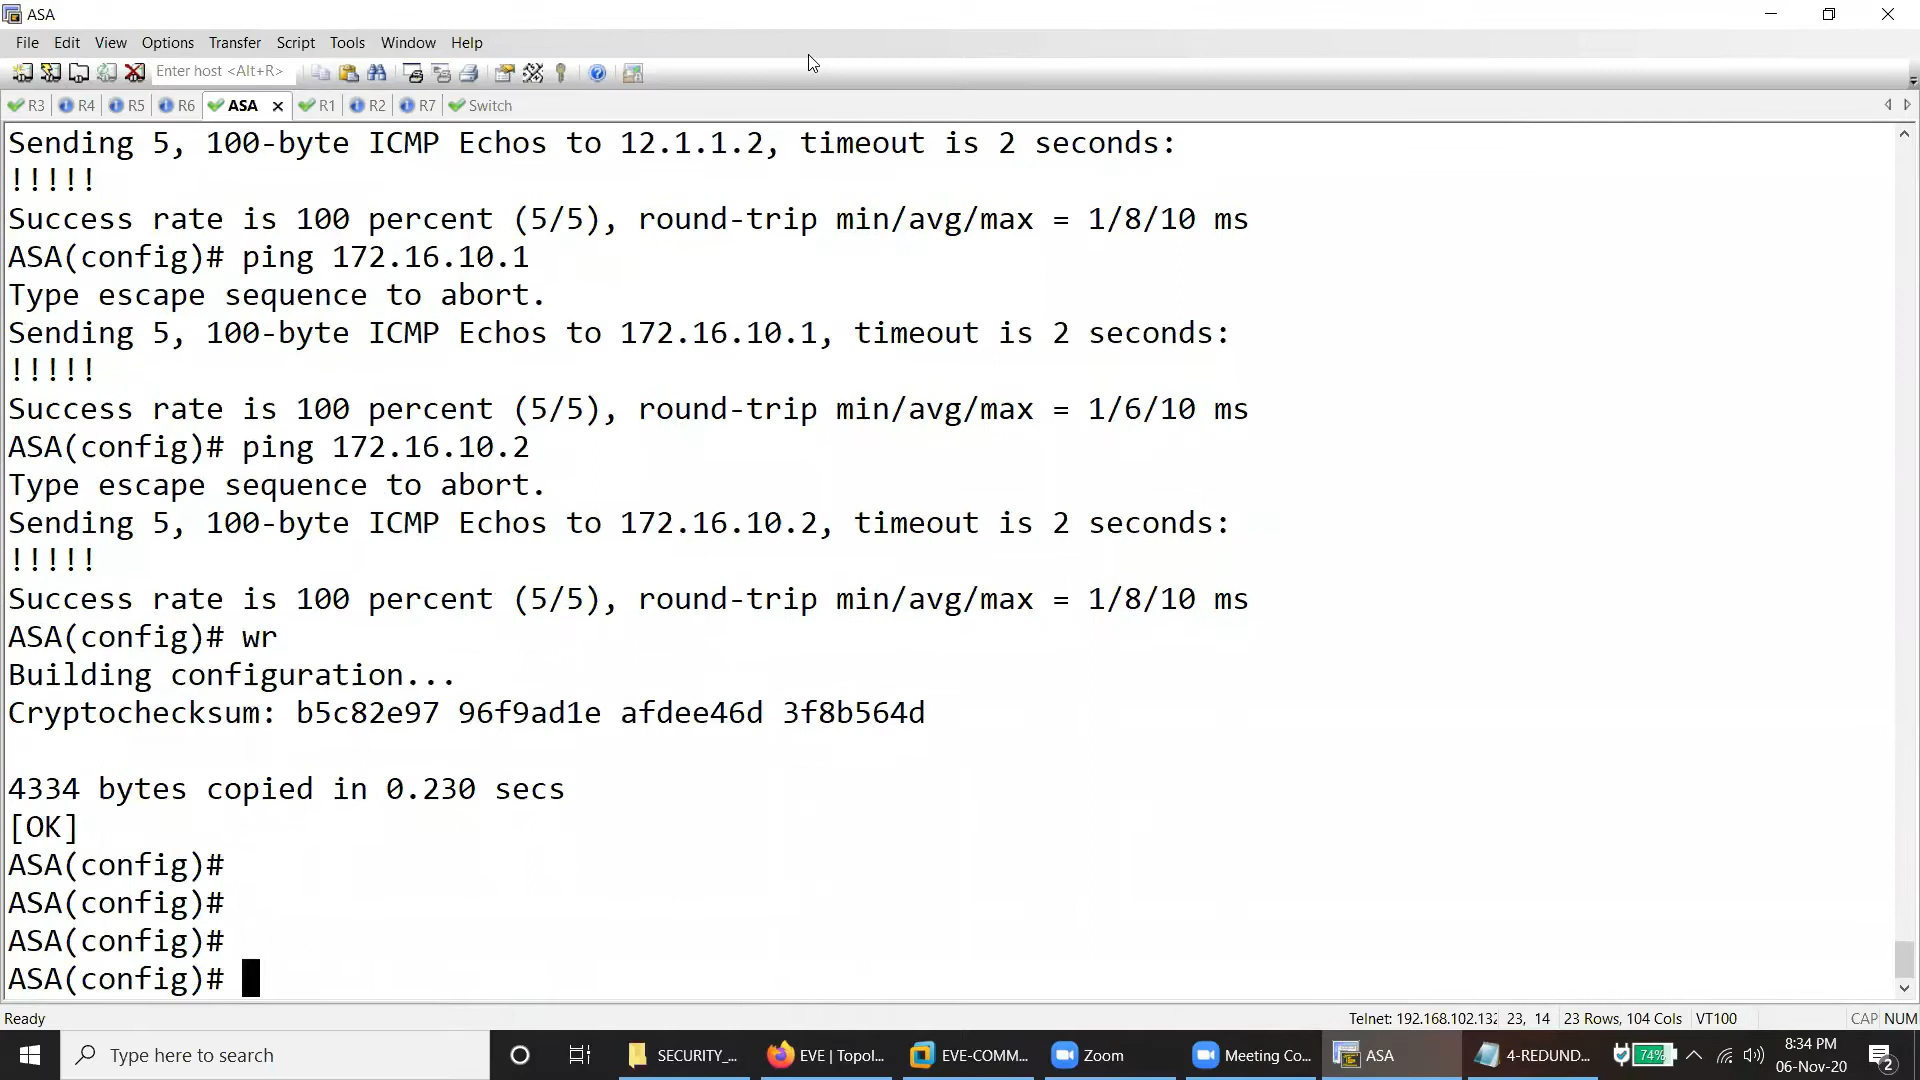 ASA
File Edit View Options Transfer Script Tools Window Help
Enter host <Alt+R>
R3 R4 R5 R6 ASA R1 R2 R7 Switch
Sending 5, 100-byte ICMP Echos to 12.1.1.2, timeout is 2 seconds:
!!!!!
Success rate is 100 percent (5/5), round-trip min/avg/max = 1/8/10 ms
ASA(config)# ping 172.16.10.1
Type escape sequence to abort.
Sending 5, 100-byte ICMP Echos to 172.16.10.1, timeout is 2 seconds:
!!!!!
Success rate is 100 percent (5/5), round-trip min/avg/max = 1/6/10 ms
ASA(config)# ping 172.16.10.2
Type escape sequence to abort.
Sending 5, 100-byte ICMP Echos to 172.16.10.2, timeout is 2 seconds:
!!!!!
Success rate is 100 percent (5/5), round-trip min/avg/max = 1/8/10 ms
ASA(config)# wr
Building configuration...
Cryptochecksum: b5c82e97 96f9ad1e afdee46d 3f8b564d
4334 bytes copied in 0.230 secs
[OK]
ASA(config)#
ASA(config)#
ASA(config)#
ASA(config)#
Ready Telnet: 192.168.102.132 23, 14 23 Rows, 104 Cols VT100 CAP NUM
Type here to search SECURITY_... EVE | Topol... EVE-COMM... Zoom Meeting Co... ASA 4-REDUND... 74% 8:34 PM
06-Nov-20 2